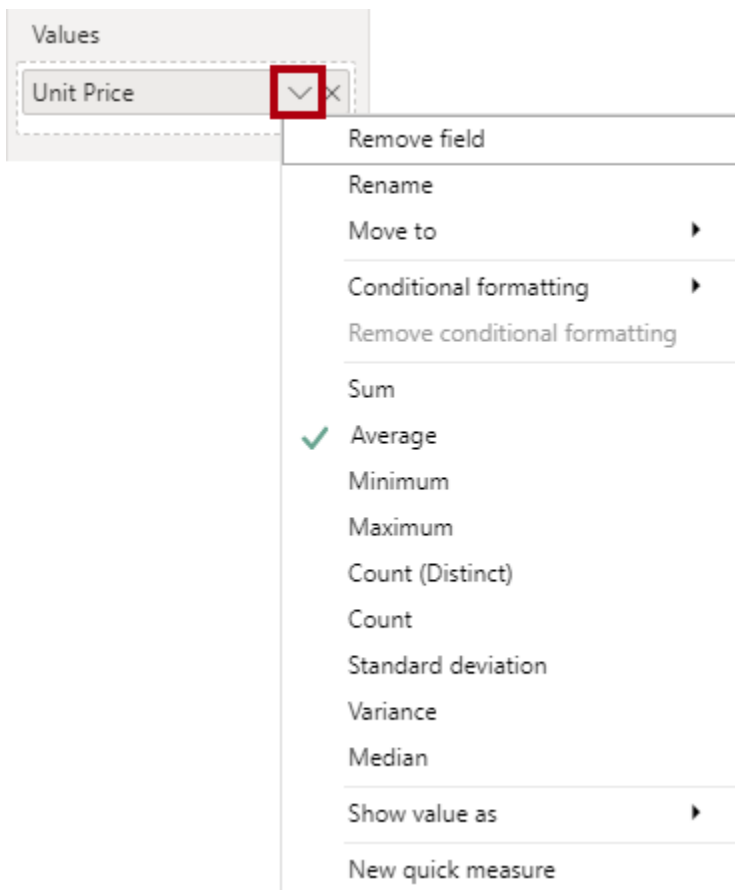 Values
Unit Price
Remove field
Rename
Move to
Conditional formatting
Remove conditional formatting
Sum
Average
Minimum
Maximum
Count (Distinct)
Count
Standard deviation
Variance
Median
Show value as
New quick measure